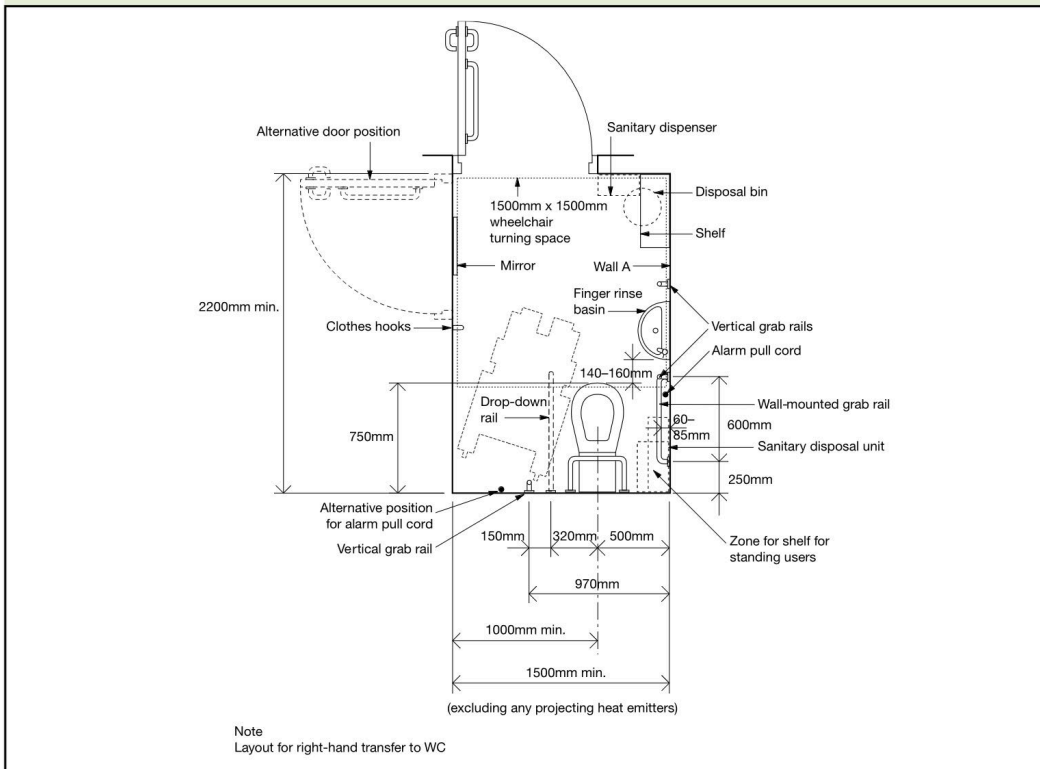 Alternative door position
Sanitary dispenser
Disposal bin
1500mm x 1500mm
wheelchair
turning space
Shelf
Mirror
Wall A
2200mm min.
Finger rinse
basin
Clothes hooks
Vertical grab rails
Alarm pull cord
140–160mm
Drop-down
rail
Wall-mounted grab rail
750mm
60–
85mm
600mm
Sanitary disposal unit
250mm
Alternative position
for alarm pull cord
Vertical grab rail
150mm
320mm
500mm
Zone for shelf for
standing users
970mm
1000mm min.
1500mm min.
(excluding any projecting heat emitters)
Note
Layout for right-hand transfer to WC